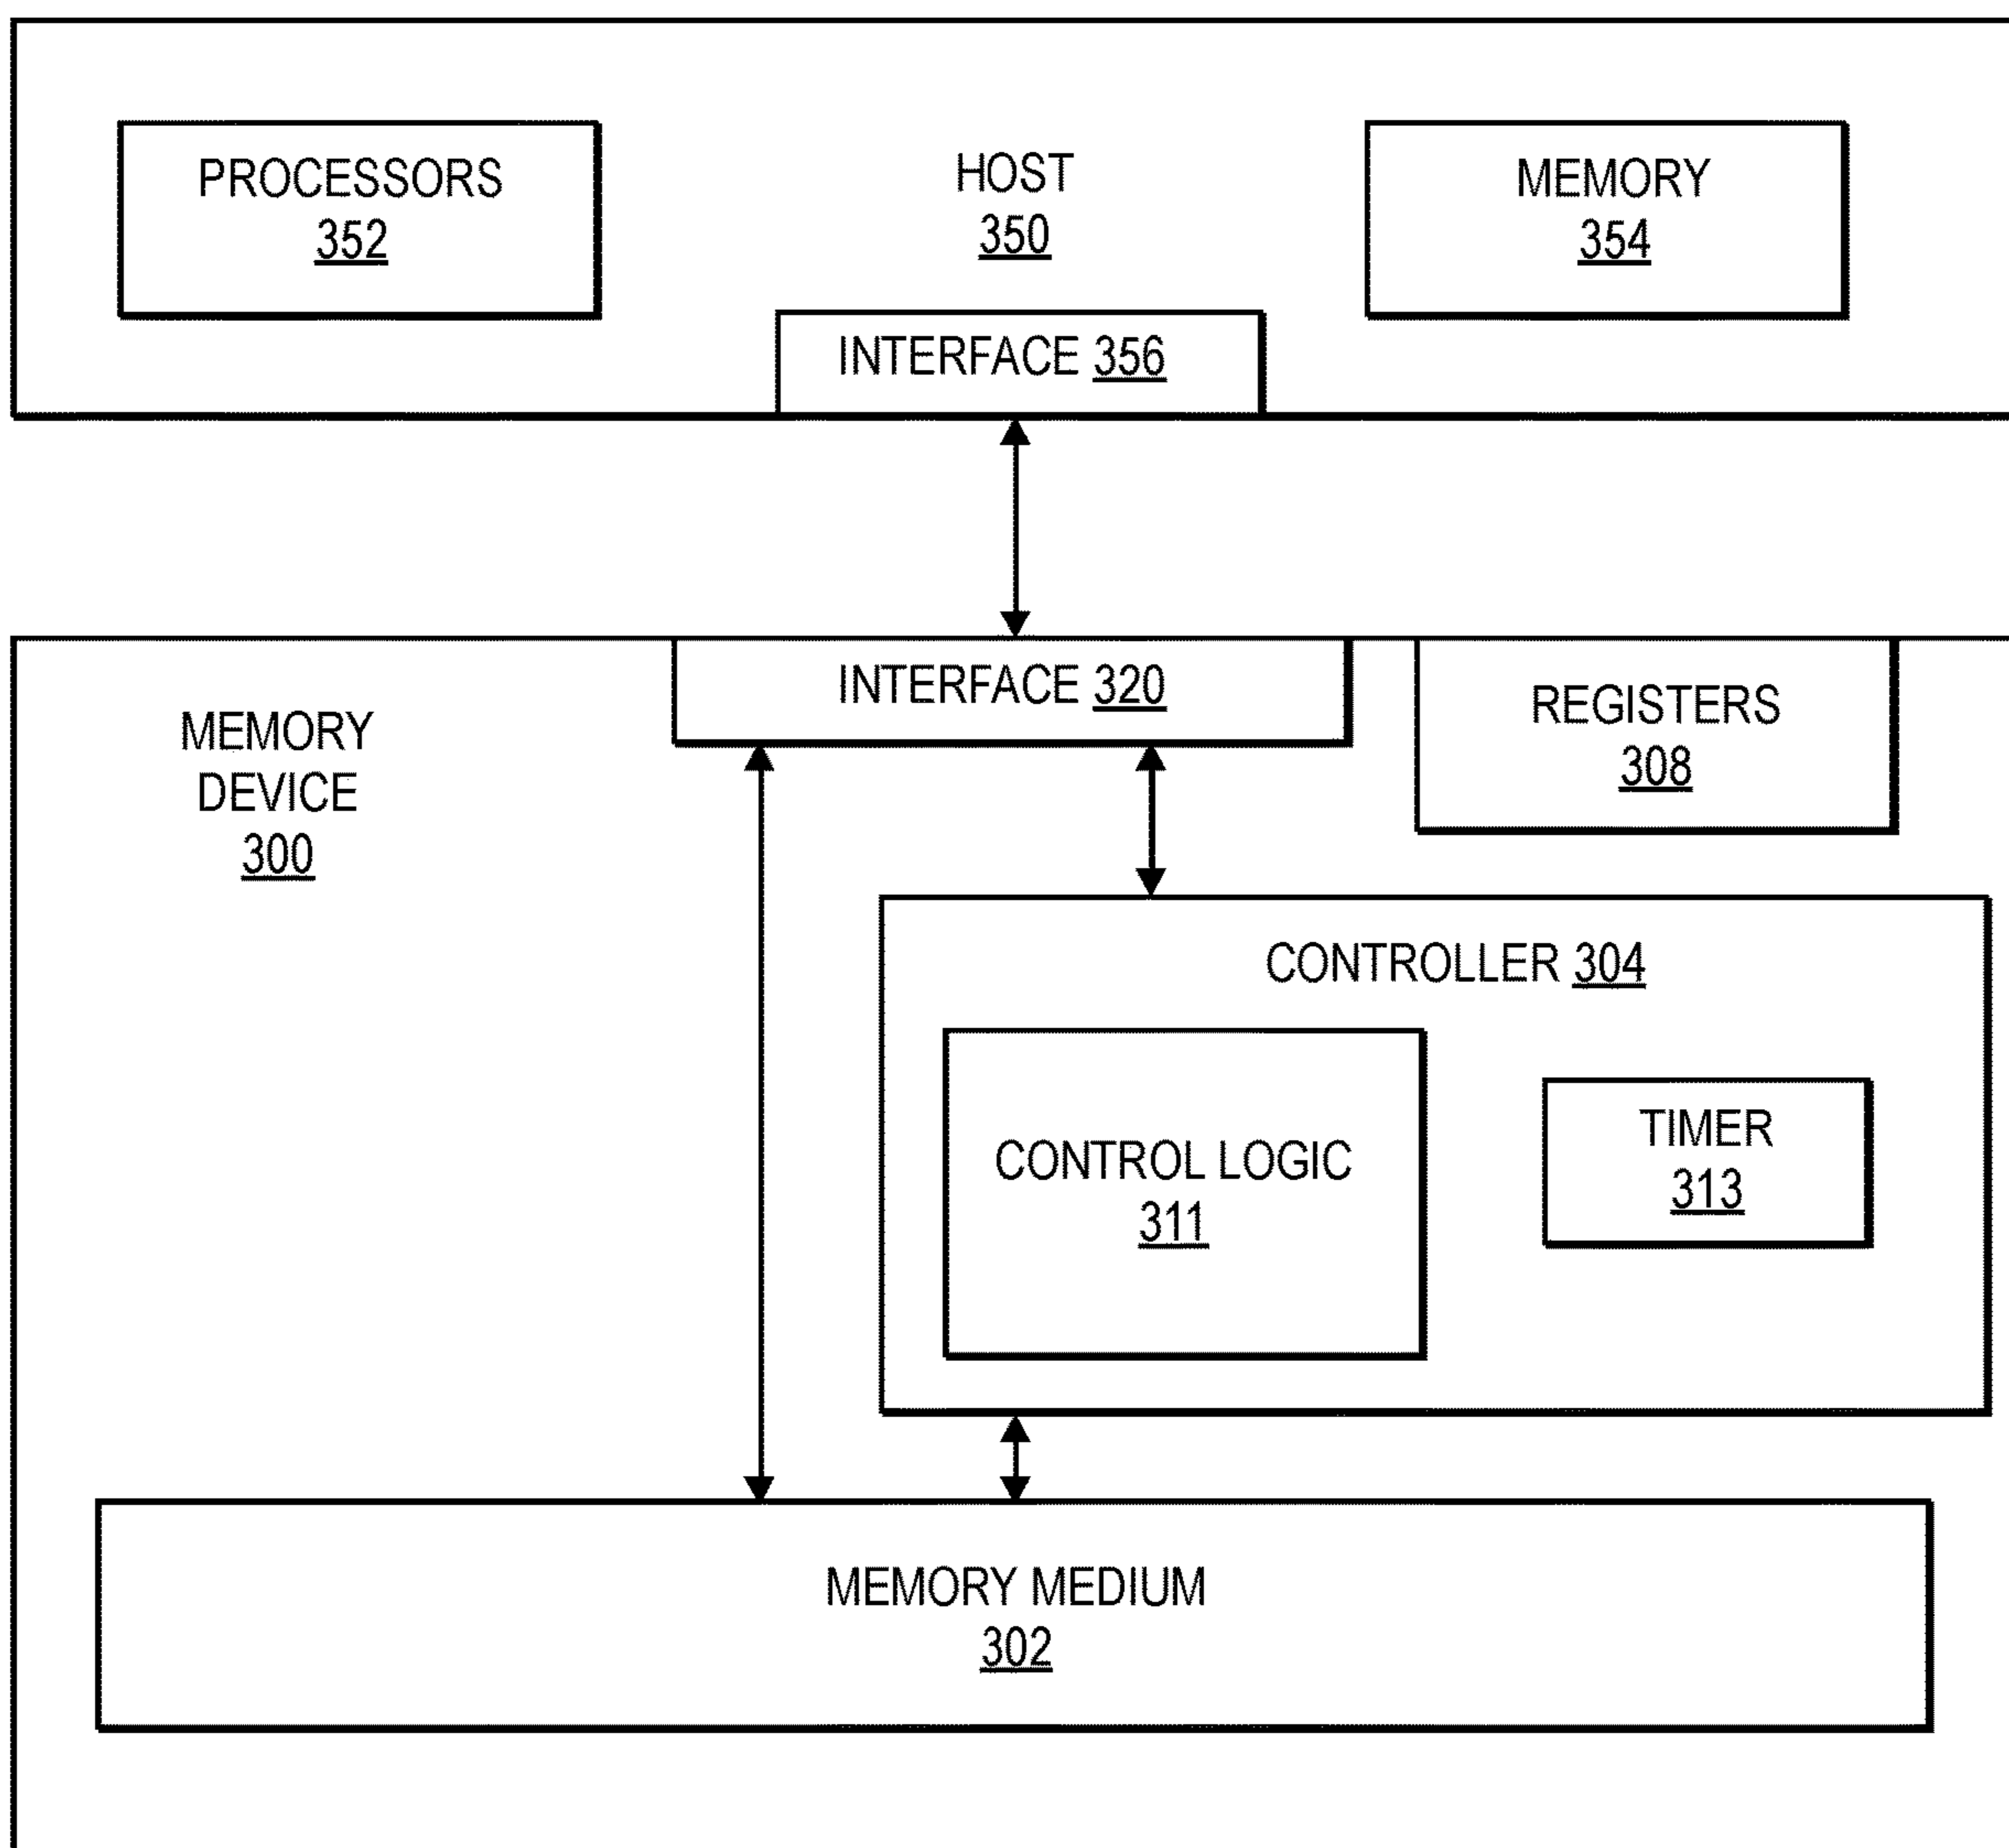 PROCESSORS
352
HOST
350
MEMORY
354
INTERFACE 356
INTERFACE 320
REGISTERS
308
MEMORY
DEVICE
300
CONTROLLER 304
CONTROL LOGIC
311
TIMER
313
MEMORY MEDIUM
302